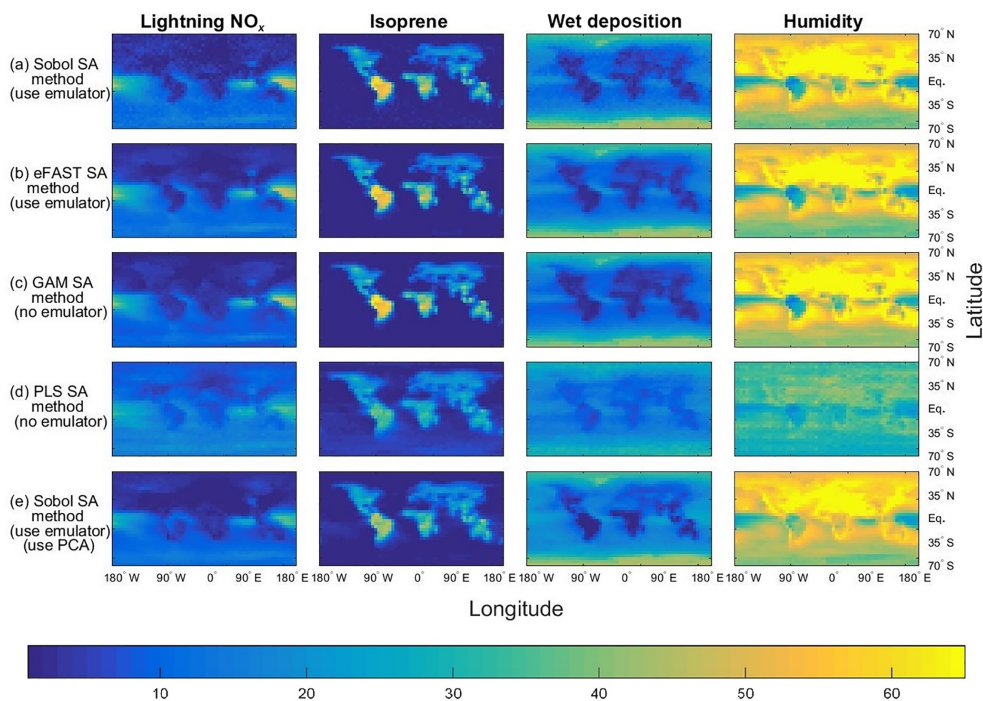 Lightning NOx Isoprene Wet deposition Humidity
(a) Sobol SA
method
(use emulator)
70° N
35° N
Eq.
35° S
70° S
(b) eFAST SA
method
(use emulator)
70° N
35° N
Eq.
35° S
70° S
(c) GAM SA
method
(no emulator)
70° N
35° N
Eq.
35° S
70° S
(d) PLS SA
method
(no emulator)
70° N
35° N
Eq.
35° S
70° S
(e) Sobol SA
method
(use emulator)
(use PCA)
70° N
35° N
Eq.
35° S
70° S
Latitude
180° W 90° W 0° 90° E 180° E 180° W 90° W 0° 90° E 180° E 180° W 90° W 0° 90° E 180° E 180° W 90° W 0° 90° E 180° E
Longitude
10 20 30 40 50 60